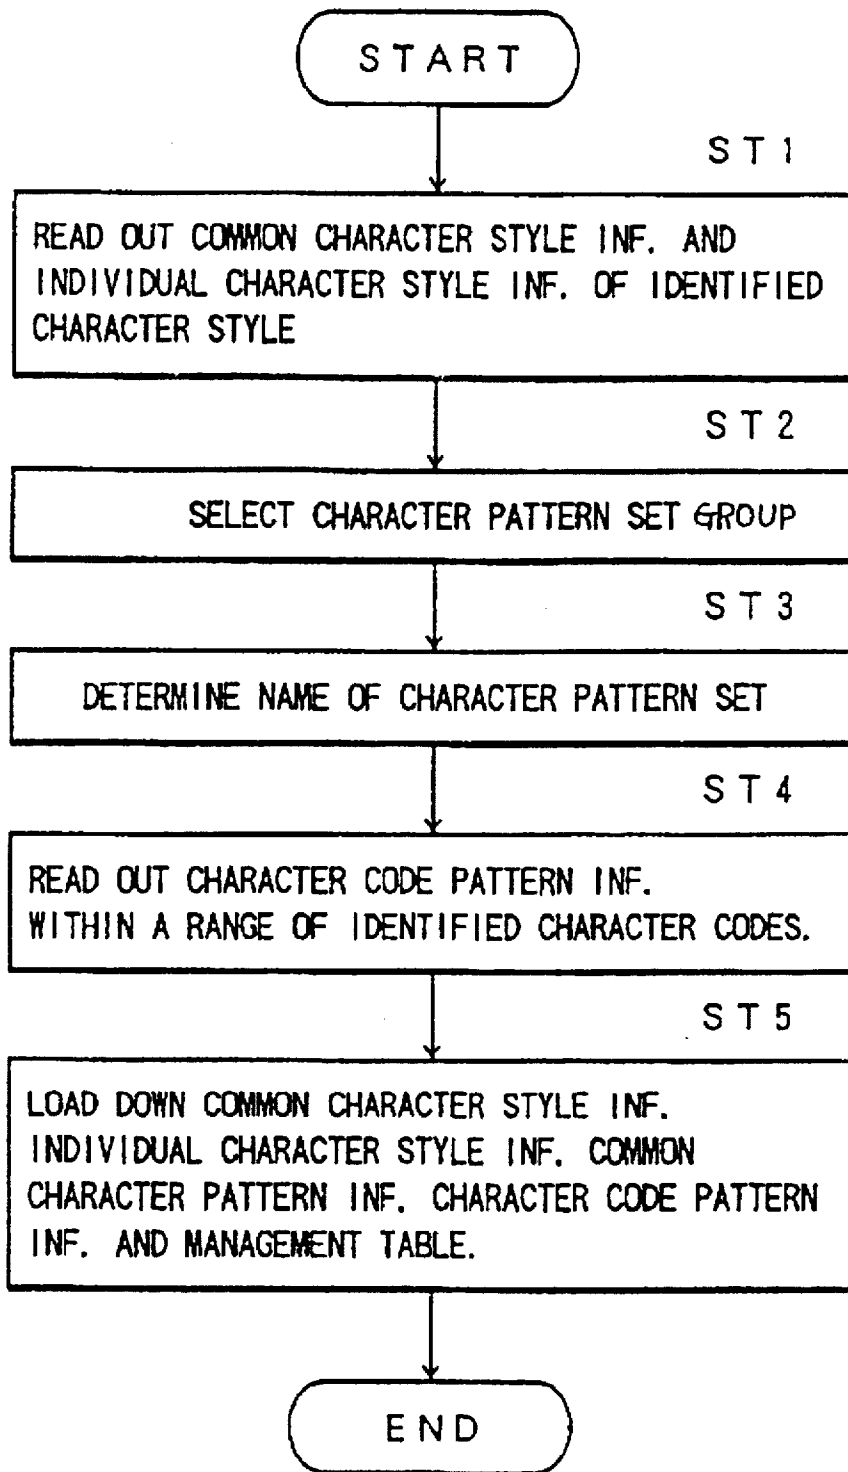 START
ST1
READ OUT COMMON CHARACTER STYLE INF. AND
INDIVIDUAL CHARACTER STYLE INF. OF IDENTIFIED
CHARACTER STYLE
ST2
SELECT CHARACTER PATTERN SET GROUP
ST3
DETERMINE NAME OF CHARACTER PATTERN SET
ST4
READ OUT CHARACTER CODE PATTERN INF.
WITHIN A RANGE OF IDENTIFIED CHARACTER CODES.
ST5
LOAD DOWN COMMON CHARACTER STYLE INF.
INDIVIDUAL CHARACTER STYLE INF. COMMON
CHARACTER PATTERN INF. CHARACTER CODE PATTERN
INF. AND MANAGEMENT TABLE.
END